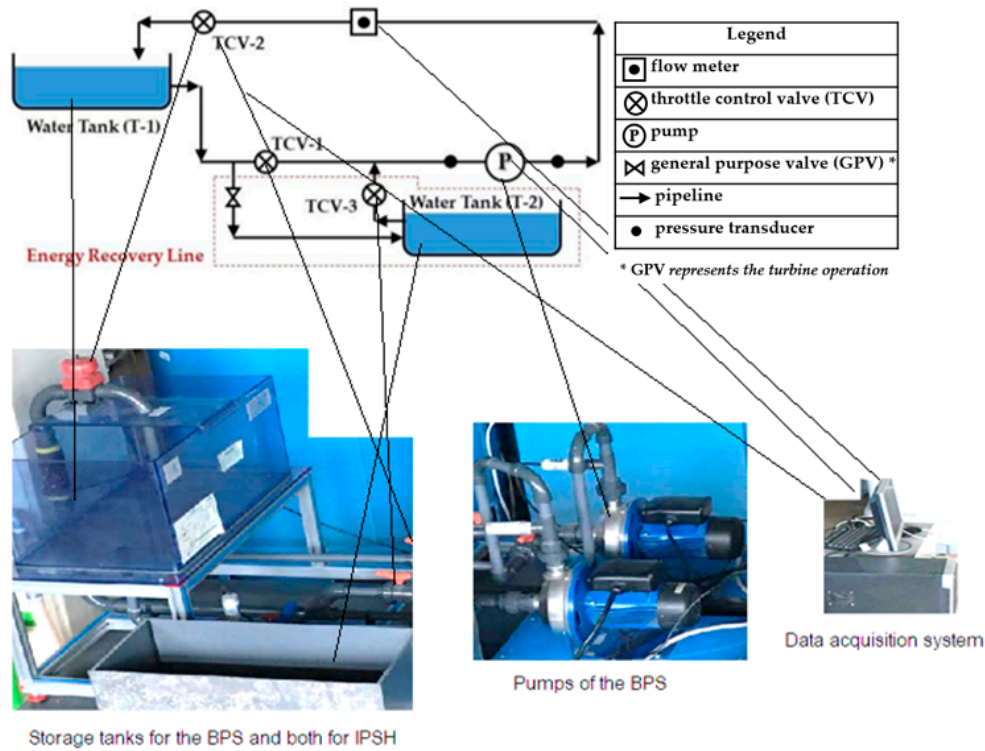 TCV-2
Water Tank (T-1)
TCV-1
TCV-3
P
Water Tank (T-2)
Energy Recovery Line
Legend
flow meter
throttle control valve (TCV)
P pump
general purpose valve (GPV) *
pipeline
pressure transducer
* GPV represents the turbine operation
Storage tanks for the BPS and both for IPSH
Pumps of the BPS
Data acquisition system